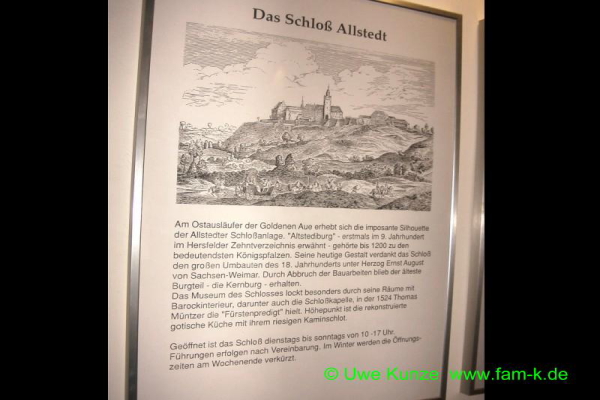 Das Schloß Allstedt
Am Ostausläufer der Goldenen Aue erhebt sich die imposante Silhouette
der Allstedter Schloßanlage. "Altstediburg" - erstmals im 9. Jahrhundert
im Hersfelder Zehntverzeichnis erwähnt - gehörte bis 1200 zu den
bedeutendsten Königspfalzen. Seine heutige Gestalt verdankt das Schloß
den großen Umbauten des 18. Jahrhunderts unter Herzog Ernst August
von Sachsen-Weimar. Durch Abbruch der Bauarbeiten blieb der älteste
Burgteil - die Kernburg - erhalten.
Das Museum des Schlosses lockt besonders durch seine Räume mit
Barockinterieur, darunter auch die Schloßkapelle, in der 1524 Thomas
Müntzer die "Fürstenpredigt" hielt. Höhepunkt ist die rekonstruierte
gotische Küche mit ihrem riesigen Kaminschlot.
Geöffnet ist das Schloß dienstags bis sonntags von 10 -17 Uhr.
Führungen erfolgen nach Vereinbarung. Im Winter werden die Öffnungs-
zeiten am Wochenende verkürzt.
© Uwe Kunze www.fam-k.de